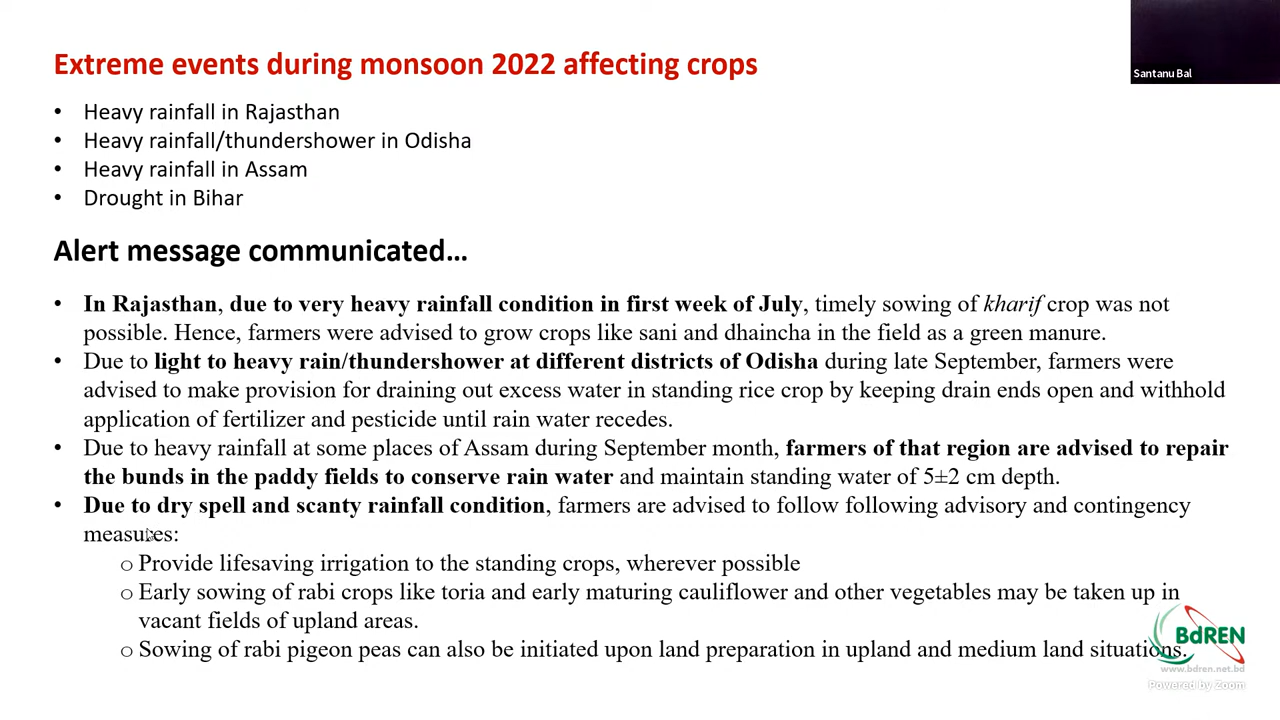 Santanu Bal
Extreme events during monsoon 2022 affecting crops
• Heavy rainfall in Rajasthan
• Heavy rainfall/thundershower in Odisha
• Heavy rainfall in Assam
• Drought in Bihar
Alert message communicated...
• In Rajasthan, due to very heavy rainfall condition in first week of July, timely sowing of kharif crop was not
possible. Hence, farmers were advised to grow crops like sani and dhaincha in the field as a green manure.
• Due to light to heavy rain/thundershower at different districts of Odisha during late September, farmers were
advised to make provision for draining out excess water in standing rice crop by keeping drain ends open and withhold
application of fertilizer and pesticide until rain water recedes.
• Due to heavy rainfall at some places of Assam during September month, farmers of that region are advised to repair
the bunds in the paddy fields to conserve rain water and maintain standing water of 5±2 cm depth.
• Due to dry spell and scanty rainfall condition, farmers are advised to follow following advisory and contingency
measures:
o Provide lifesaving irrigation to the standing crops, wherever possible
o Early sowing of rabi crops like toria and early maturing cauliflower and other vegetables may be taken up in
vacant fields of upland areas.
o Sowing of rabi pigeon peas can also be initiated upon land preparation in upland and medium land situations.
BdREN
www.bdren.net.bd
Powered by Zoom